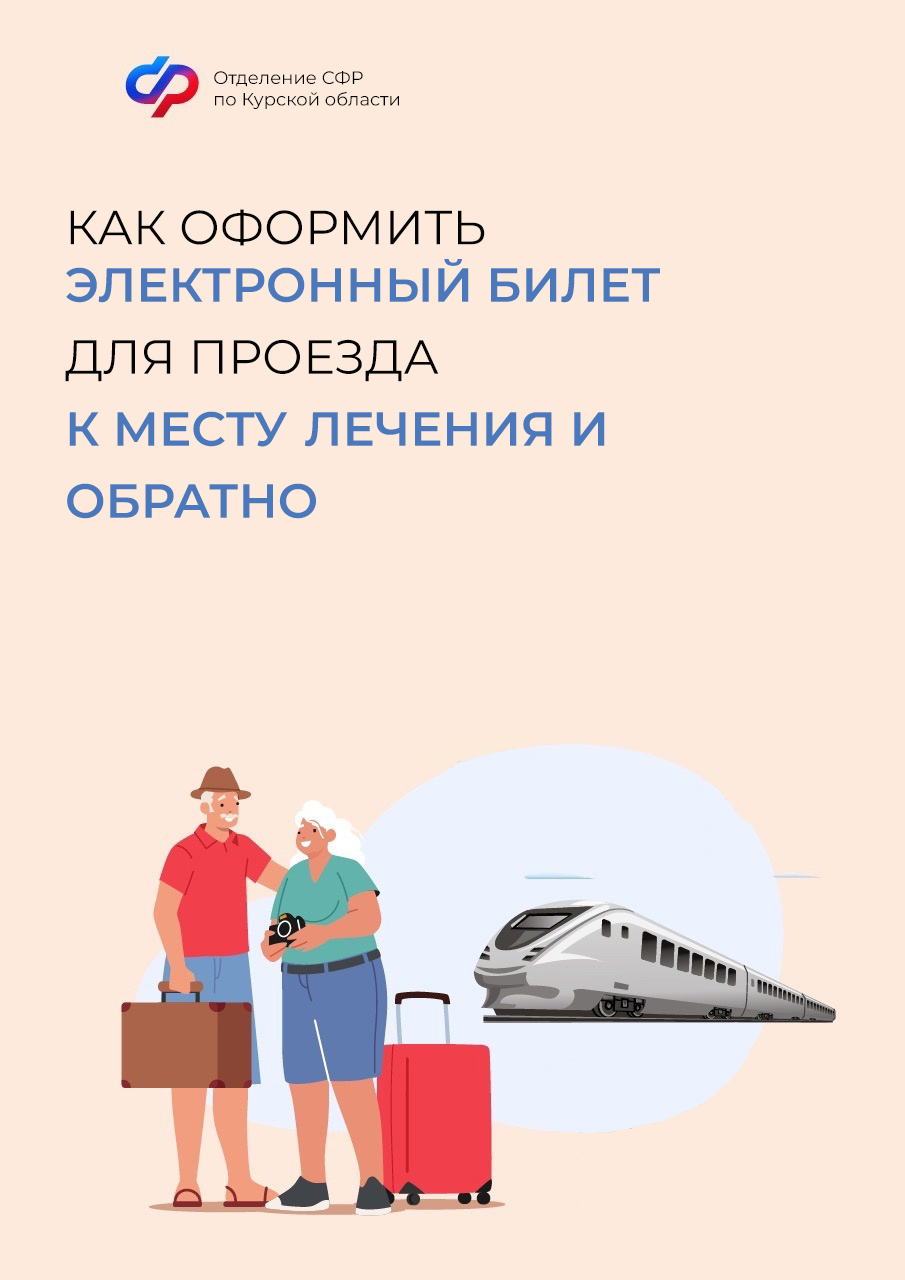 Отделение СФР
по Курской области
КАК ОФОРМИТЬ
ЭЛЕКТРОННЫЙ БИЛЕТ
ДЛЯ ПРОЕЗДА
К МЕСТУ ЛЕЧЕНИЯ И
ОБРАТНО